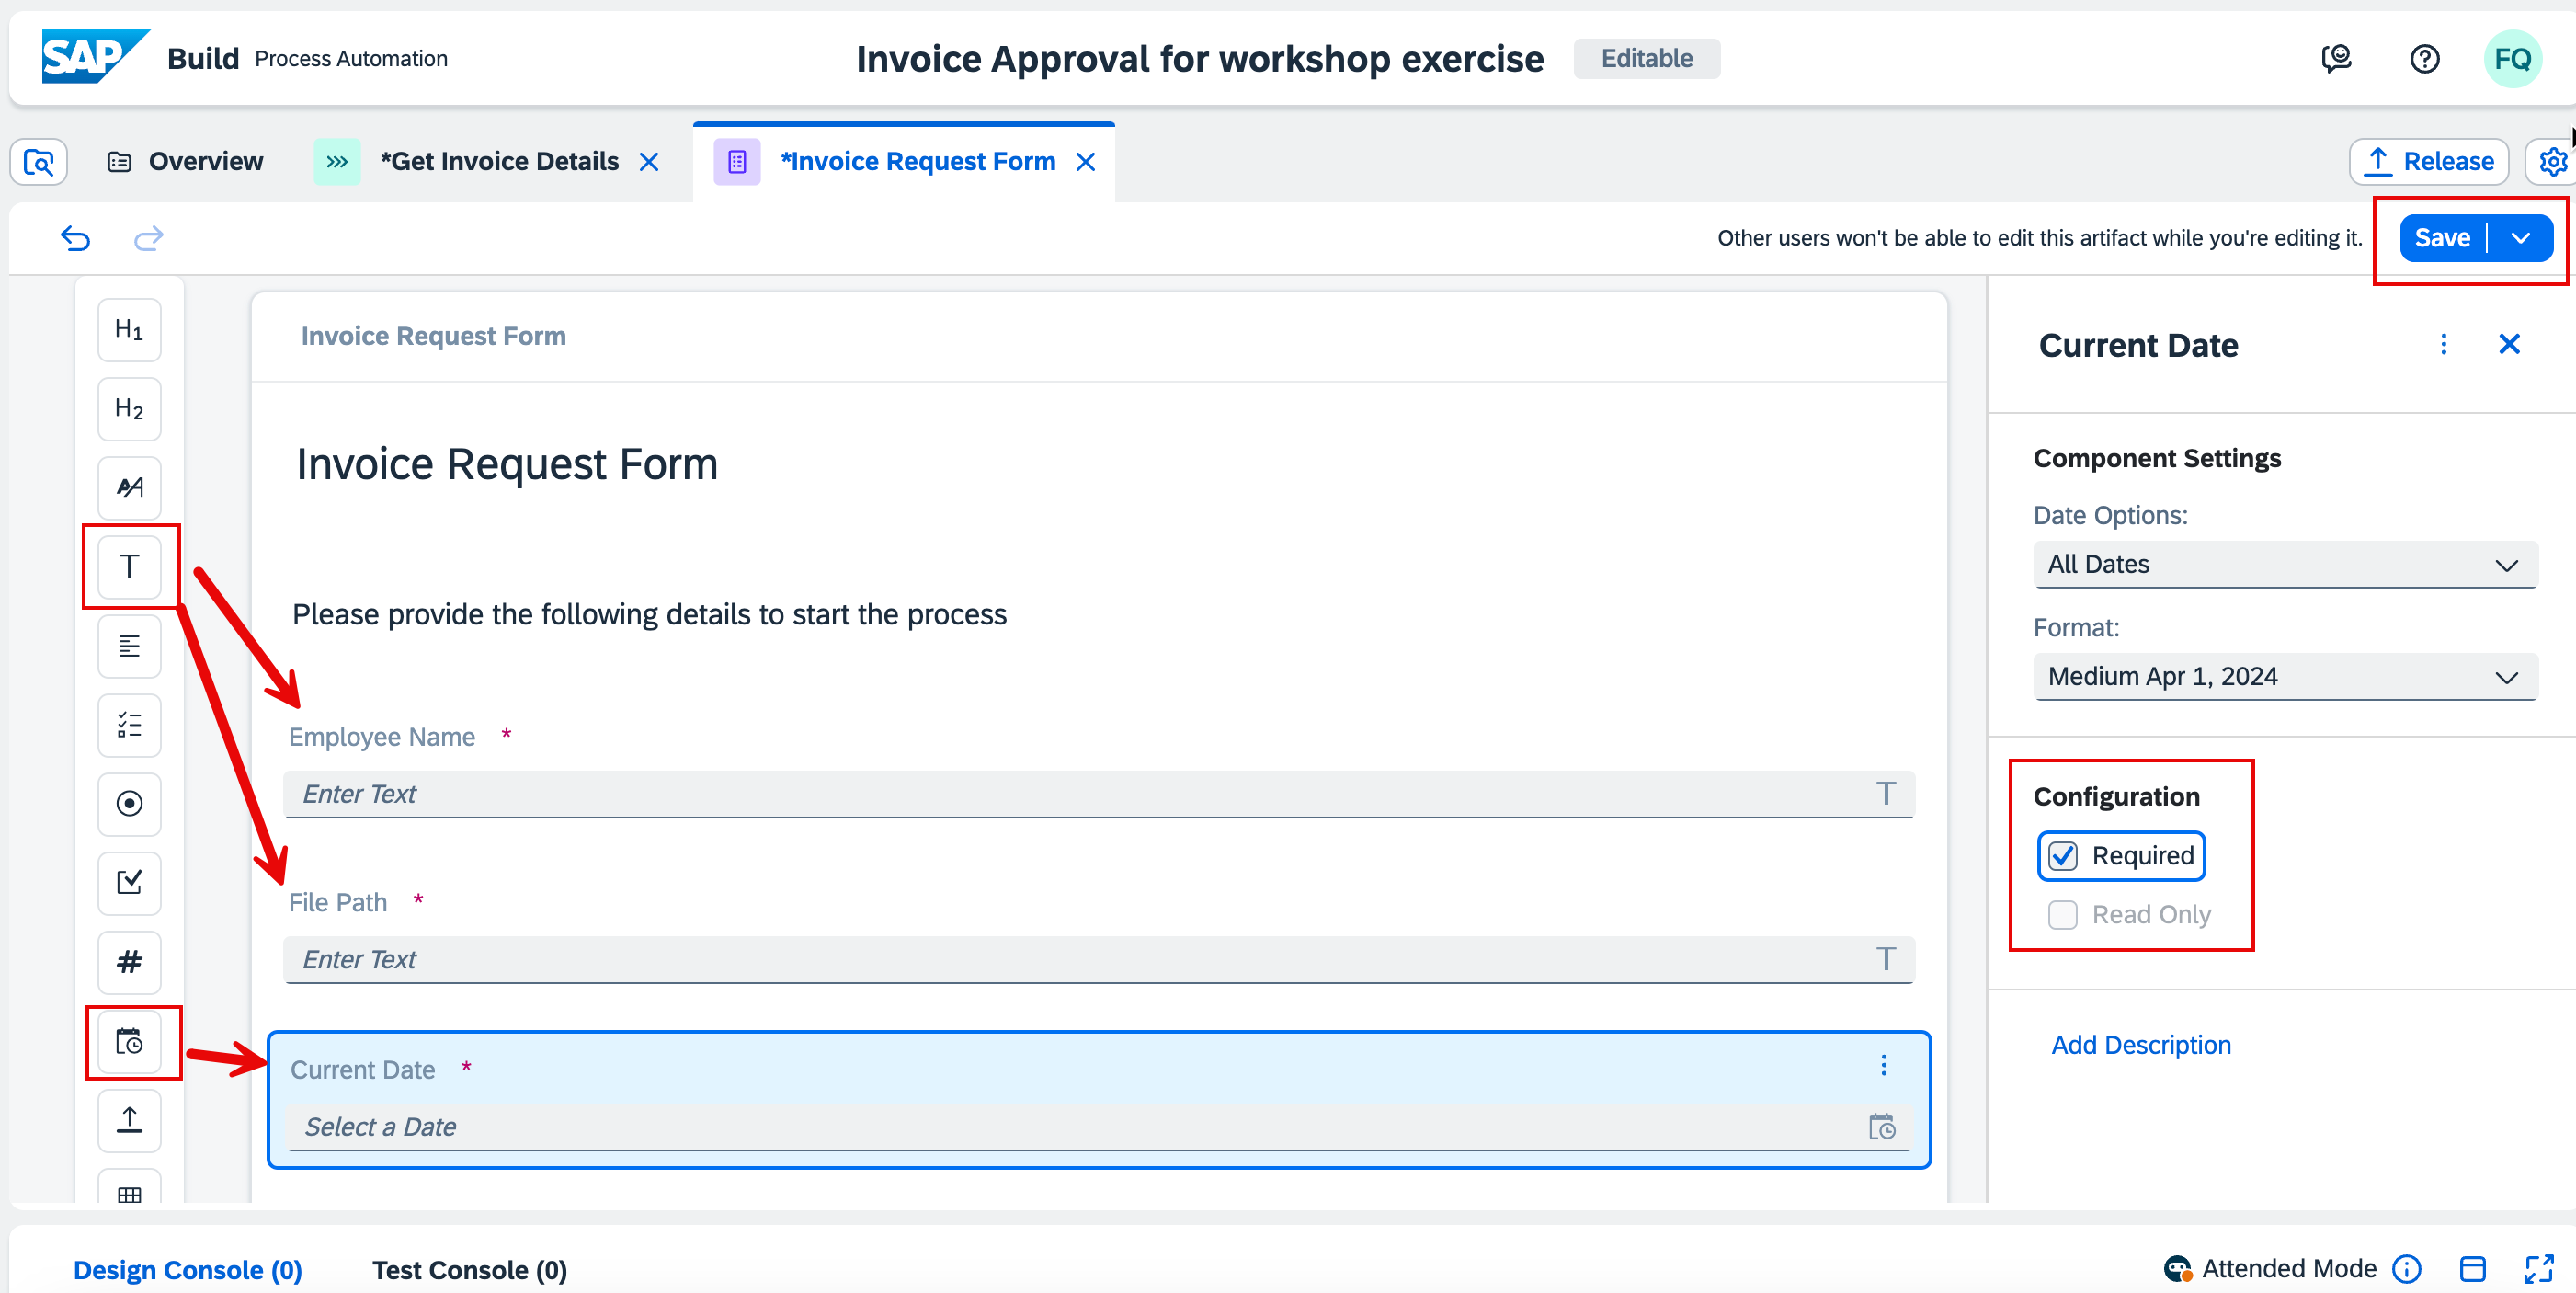 SAP Build Process Automation
Invoice Approval for workshop exercise Editable
FQ
Overview
*Get Invoice Details
*Invoice Request Form
Release
Other users won't be able to edit this artifact while you're editing it.
Save
H1
H2
AA
T
#
Invoice Request Form
Invoice Request Form
Please provide the following details to start the process
Employee Name *
Enter Text T
File Path *
Enter Text T
Current Date *
Select a Date
Current Date
Component Settings
Date Options:
All Dates
Format:
Medium Apr 1, 2024
Configuration
Required
Read Only
Add Description
Design Console (0) Test Console (0)
Attended Mode